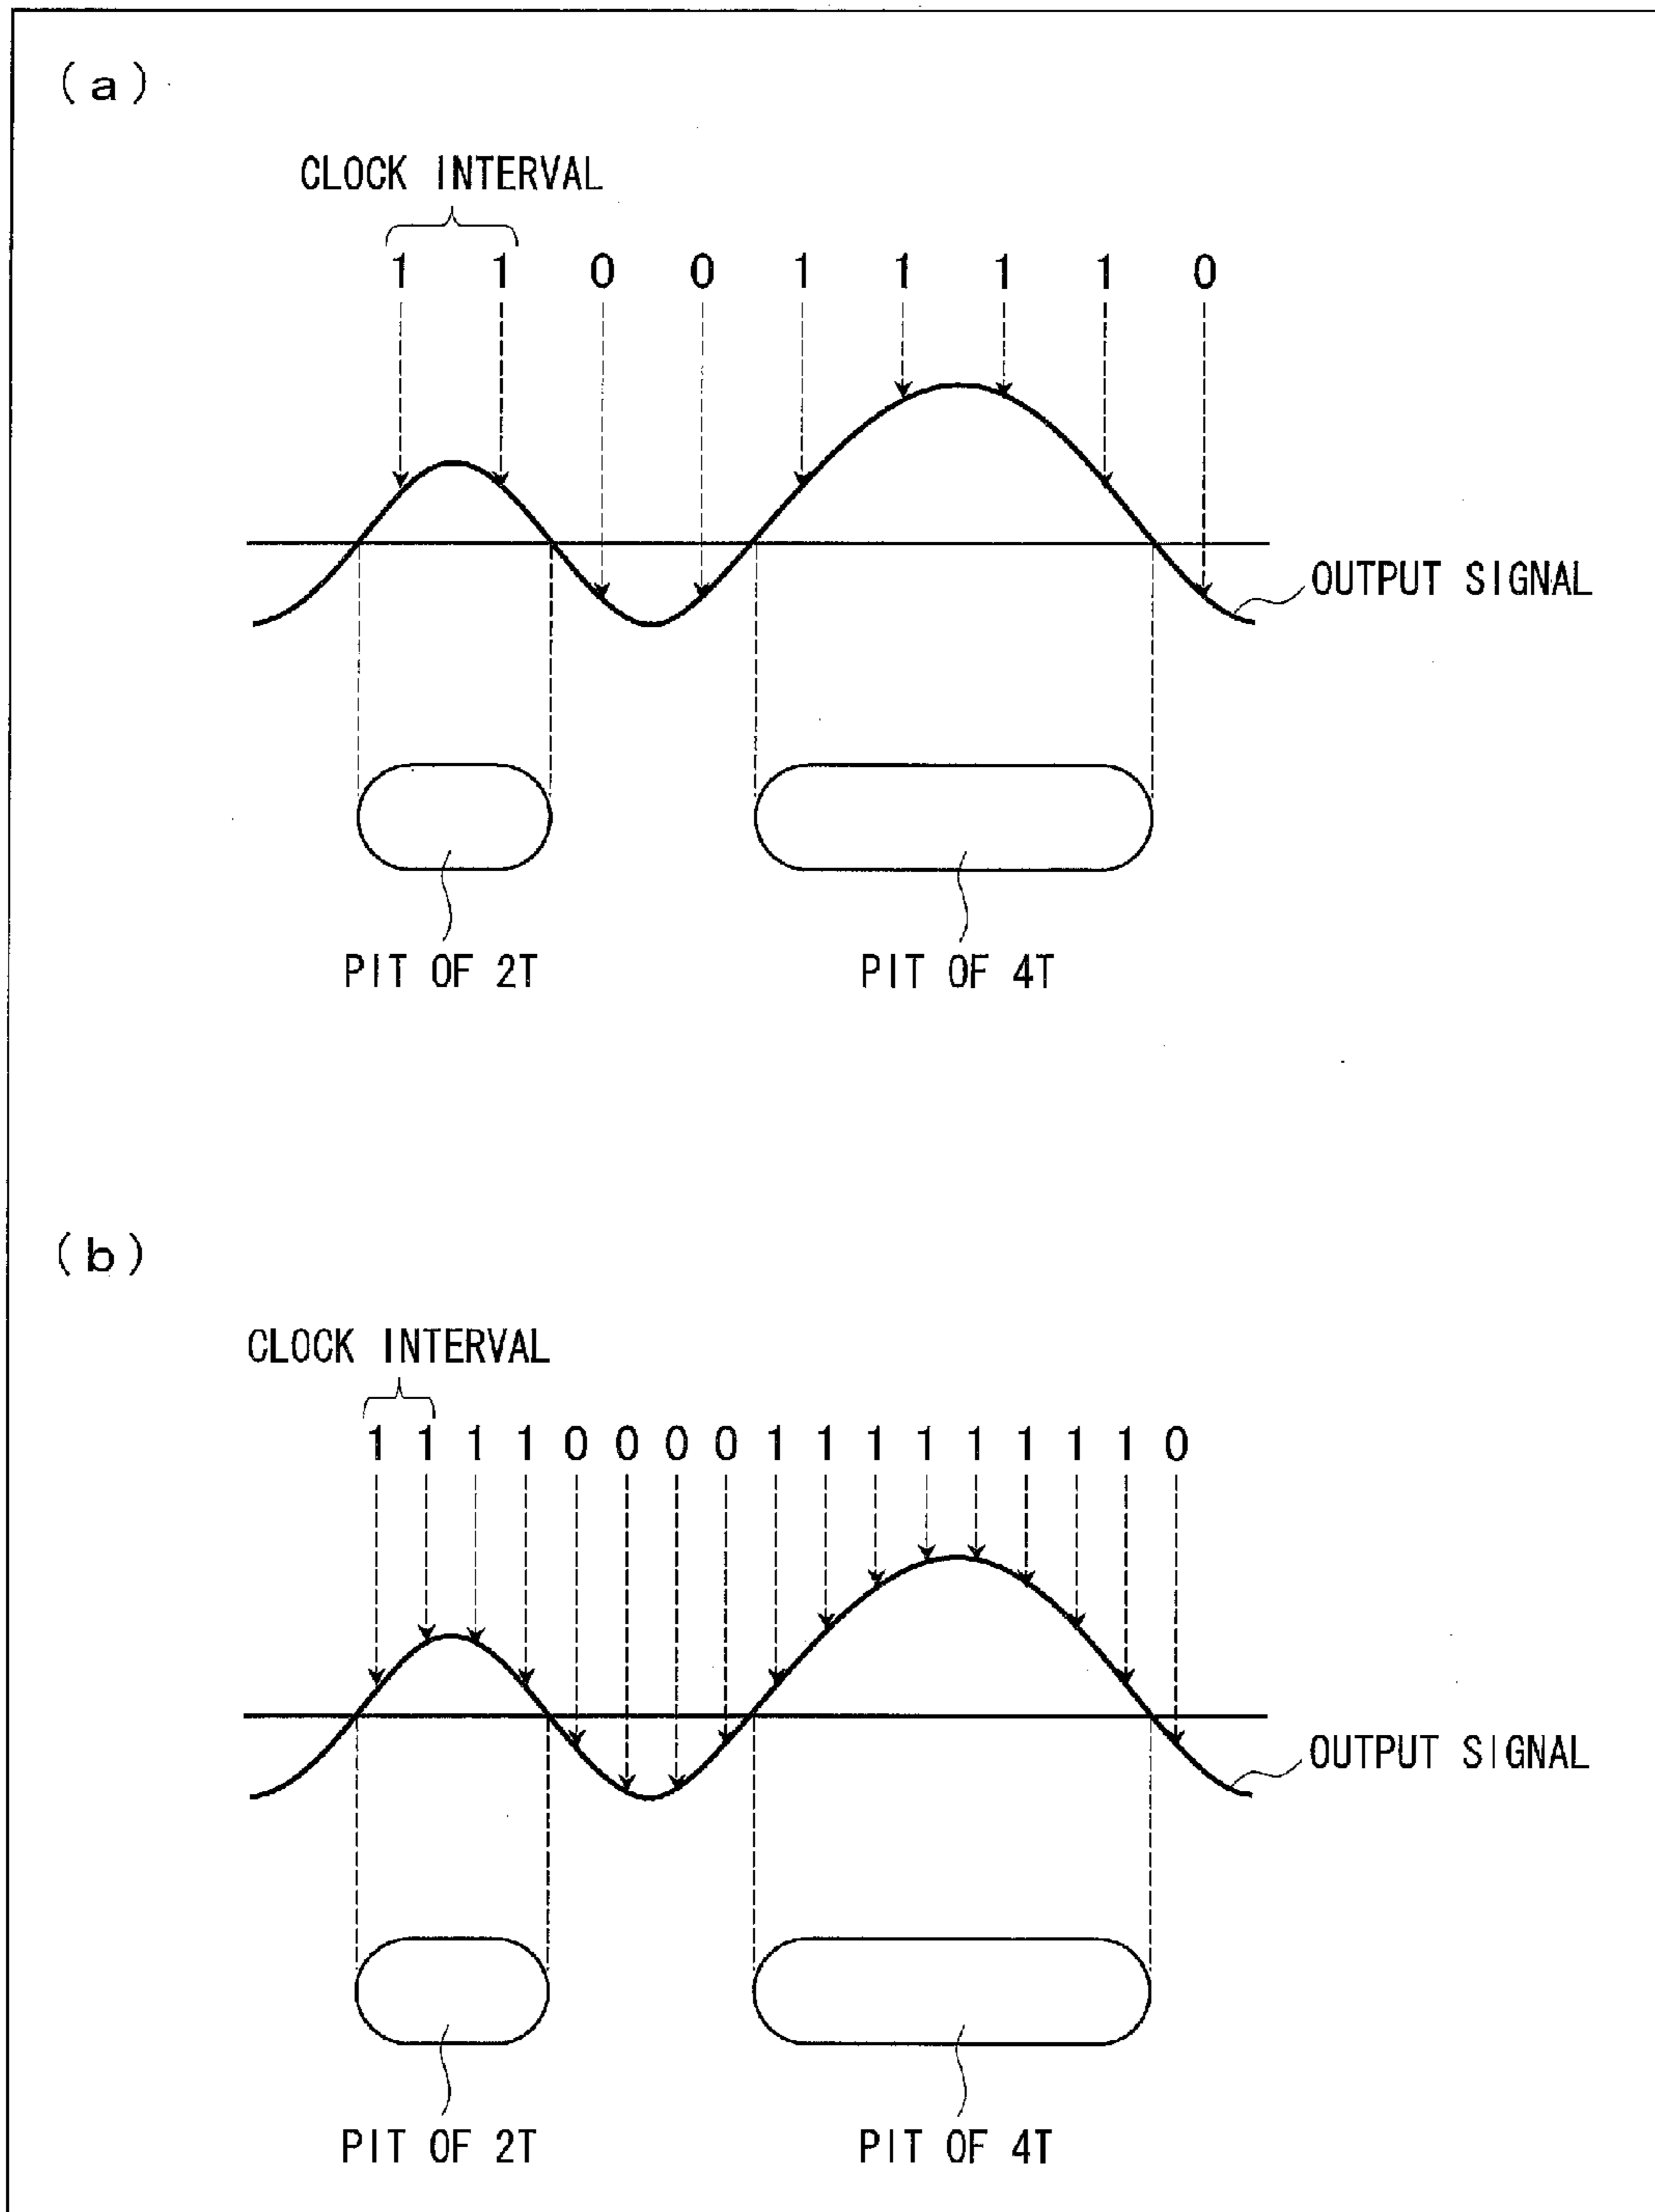 (a)
CLOCK INTERVAL
1 1 0 0 1 1 1 1 0
OUTPUT SIGNAL
PIT OF 2T PIT OF 4T
(b)
CLOCK INTERVAL
1 1 1 1 0 0 0 0 1 1 1 1 1 1 1 1 0
OUTPUT SIGNAL
PIT OF 2T PIT OF 4T